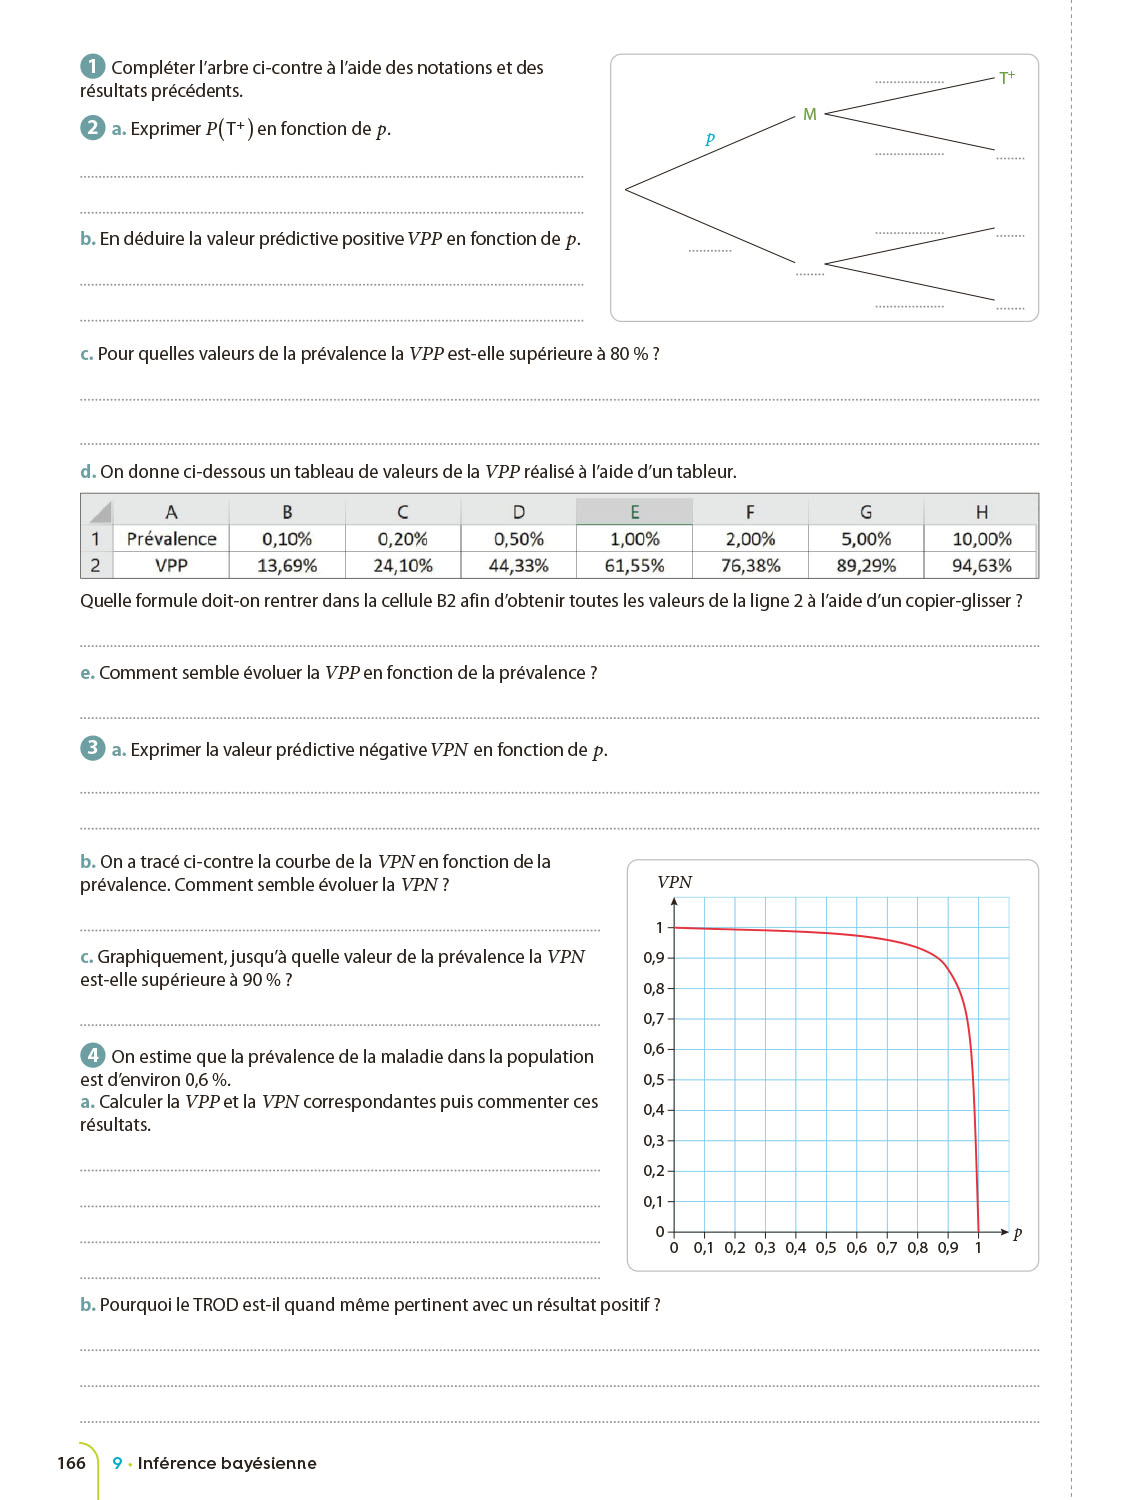 1 Compléter l’arbre ci-contre à l’aide des notations et des
résultats précédents.
2 a. Exprimer P(T⁺) en fonction de p.
b. En déduire la valeur prédictive positive VPP en fonction de p.
p
M
T⁺
c. Pour quelles valeurs de la prévalence la VPP est-elle supérieure à 80 % ?
d. On donne ci-dessous un tableau de valeurs de la VPP réalisé à l’aide d’un tableur.
A B C D E F G H
1 Prévalence 0,10% 0,20% 0,50% 1,00% 2,00% 5,00% 10,00%
2 VPP 13,69% 24,10% 44,33% 61,55% 76,38% 89,29% 94,63%
Quelle formule doit-on rentrer dans la cellule B2 afin d’obtenir toutes les valeurs de la ligne 2 à l’aide d’un copier-glisser ?
e. Comment semble évoluer la VPP en fonction de la prévalence ?
3 a. Exprimer la valeur prédictive négative VPN en fonction de p.
b. On a tracé ci-contre la courbe de la VPN en fonction de la
prévalence. Comment semble évoluer la VPN ?
c. Graphiquement, jusqu’à quelle valeur de la prévalence la VPN
est-elle supérieure à 90 % ?
4 On estime que la prévalence de la maladie dans la population
est d’environ 0,6 %.
a. Calculer la VPP et la VPN correspondantes puis commenter ces
résultats.
VPN
1
0,9
0,8
0,7
0,6
0,5
0,4
0,3
0,2
0,1
0
0 0,1 0,2 0,3 0,4 0,5 0,6 0,7 0,8 0,9 1
p
b. Pourquoi le TROD est-il quand même pertinent avec un résultat positif ?
166 9 • Inférence bayésienne